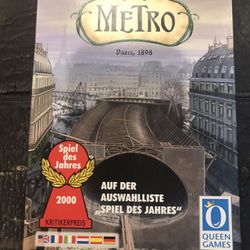 METRO
Paris, 1898
Spiel
des
Jahres
2000
KRITIKERPREIS
AUF DER
AUSWAHLLISTE
„SPIEL DES JAHRES“
QUEEN
GAMES